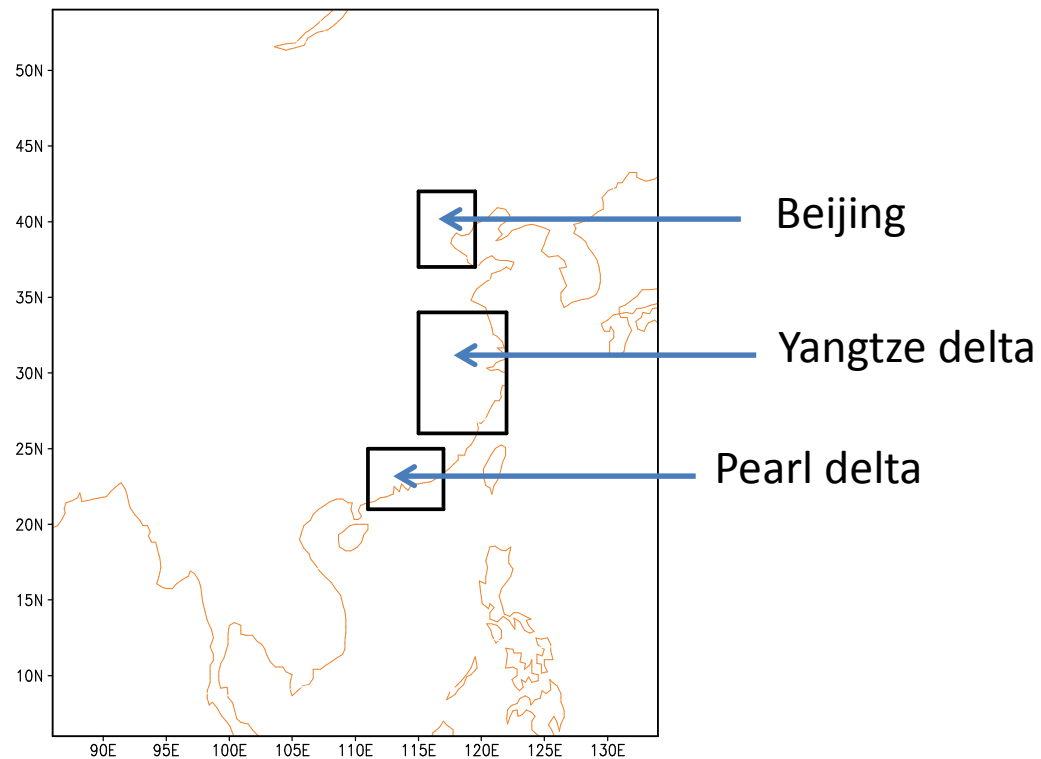 50N
45N
40N
35N
30N
25N
20N
15N
10N
90E 95E 100E 105E 110E 115E 120E 125E 130E
Beijing
Yangtze delta
Pearl delta